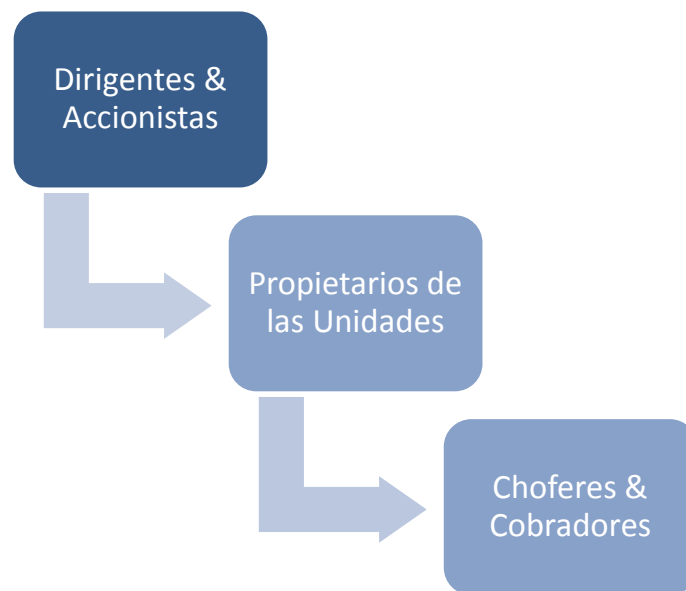 Dirigentes &
Accionistas
Propietarios de
las Unidades
Choferes &
Cobradores